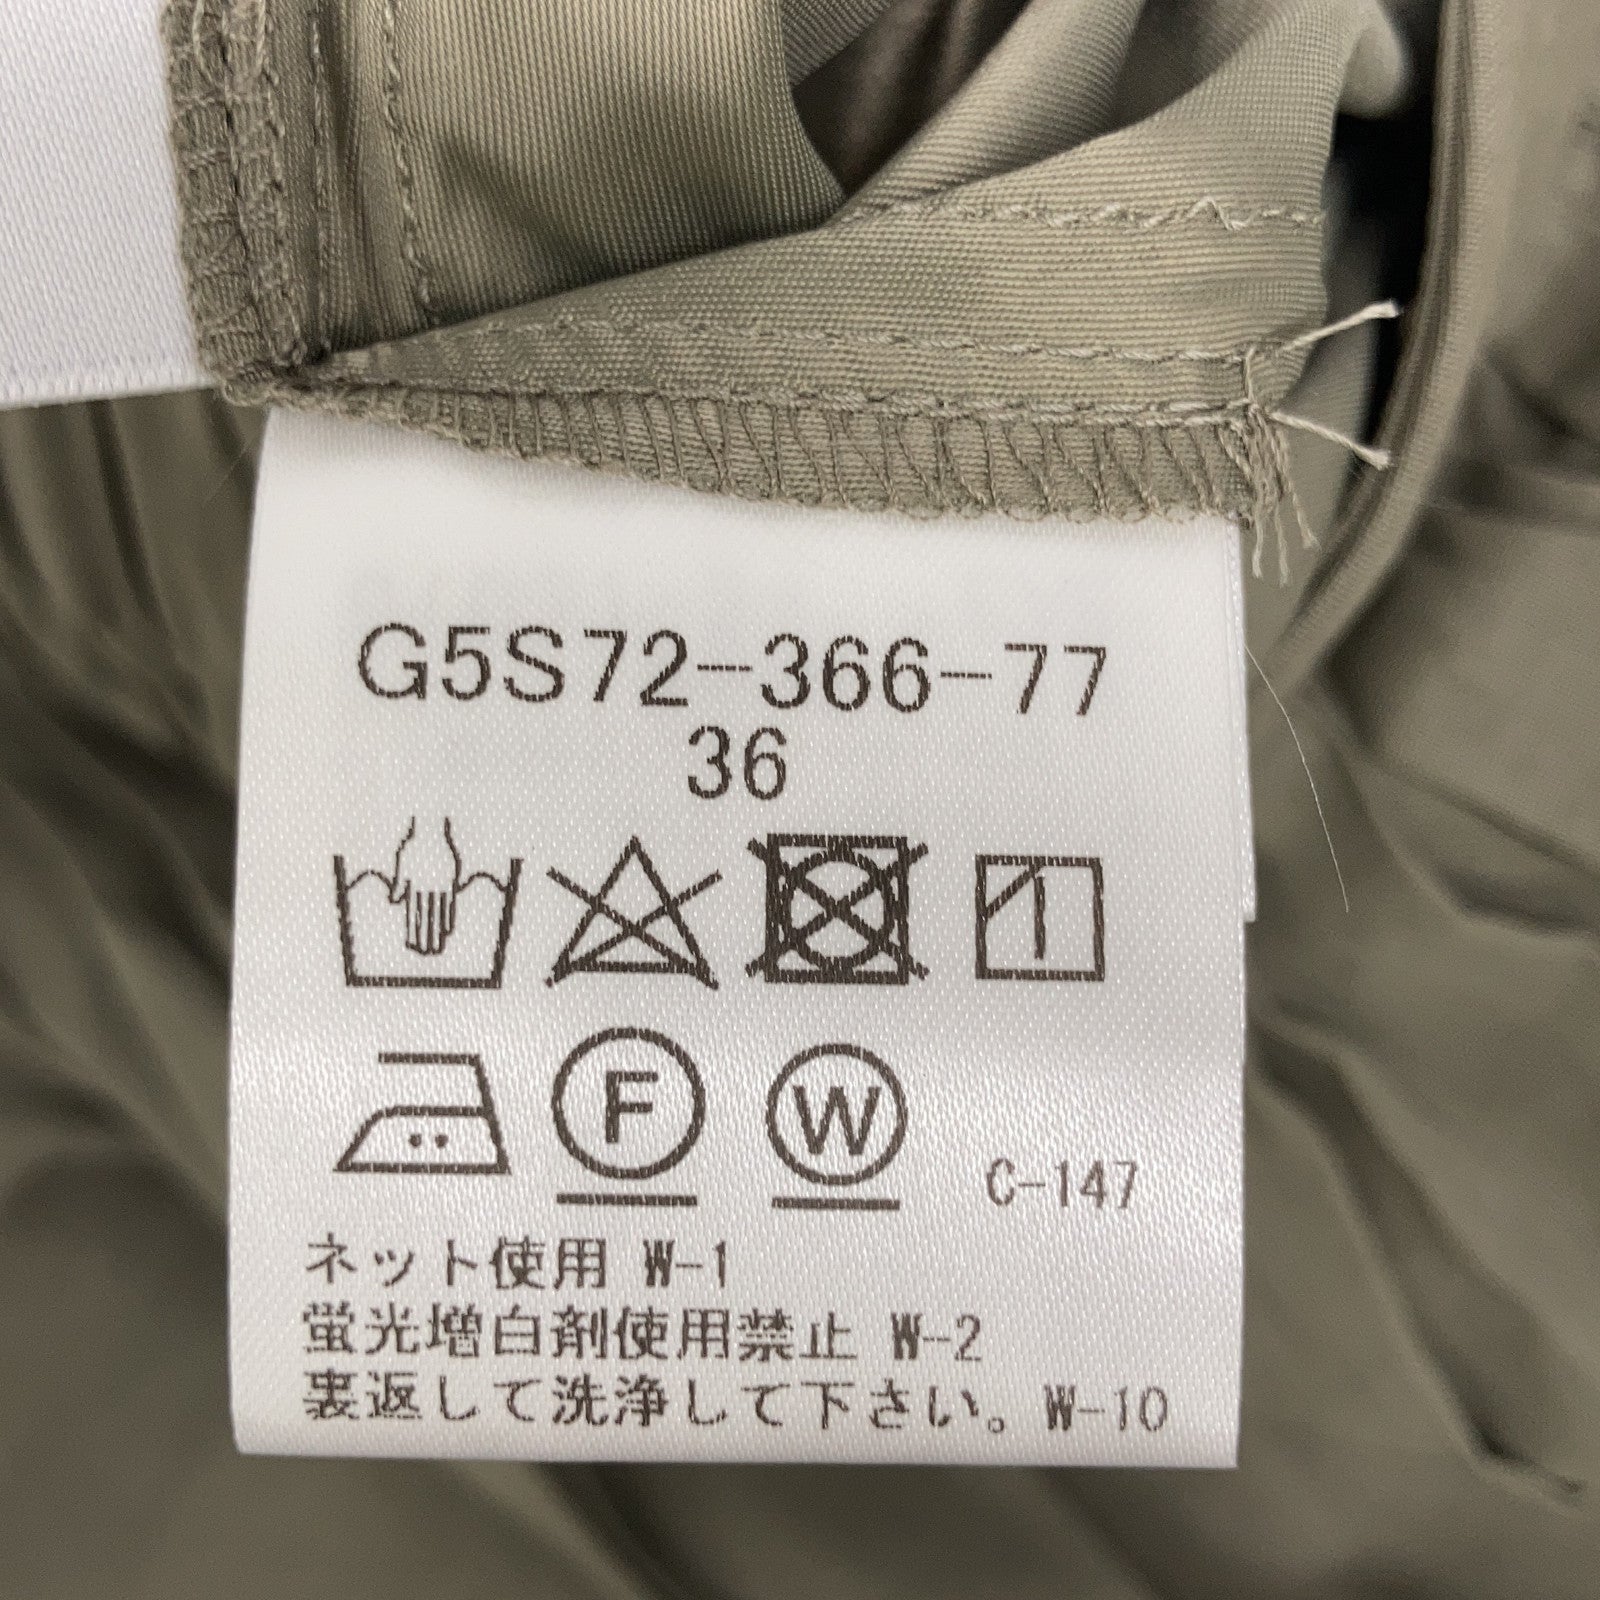 G5S72-366-77
36
F W C-147
ネット使用 W-1
蛍光増白剤使用禁止 W-2
裏返して洗浄して下さい。W-10